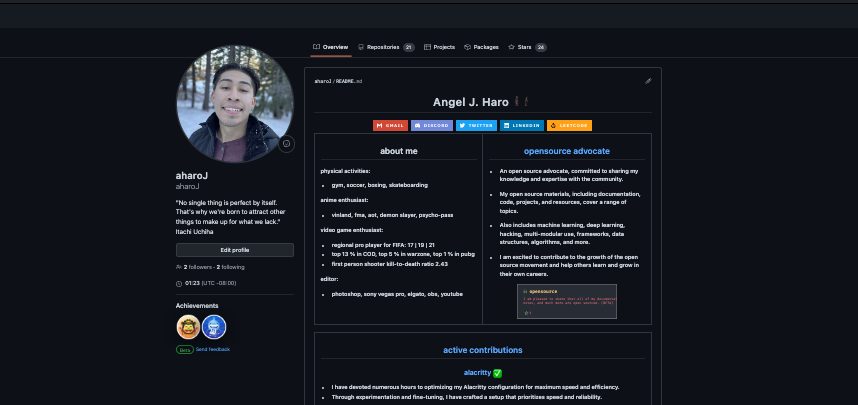 Overview
Repositories 21
Projects
Packages
Stars 24
aharoJ
aharoJ
"No single thing is perfect by itself.
That's why we're born to attract other
things to make up for what we lack."
Itachi Uchiha
Edit profile
2 followers · 2 following
01:23 (UTC -08:00)
Achievements
Beta Send feedback
aharoJ / README.md
Angel J. Haro
GMAIL
DISCORD
TWITTER
LINKEDIN
LEETCODE
about me
physical activities:
• gym, soccer, boxing, skateboarding
anime enthusiast:
• vinland, fma, aot, demon slayer, psycho-pass
video game enthusiast:
• regional pro player for FIFA: 17 | 19 | 21
• top 13 % in COD, top 5 % in warzone, top 1 % in pubg
• first person shooter kill-to-death ratio 2.43
editor:
• photoshop, sony vegas pro, elgato, obs, youtube
opensource advocate
• An open source advocate, committed to sharing my
knowledge and expertise with the community.
• My open source materials, including documentation,
code, projects, and resources, cover a range of
topics.
• Also includes machine learning, deep learning,
hacking, multi-modular use, frameworks, data
structures, algorithms, and more.
• I am excited to contribute to the growth of the open
source movement and help others learn and grow in
their own careers.
opensource
active contributions
alacritty ✅
• I have devoted numerous hours to optimizing my Alacritty configuration for maximum speed and efficiency.
• Through experimentation and fine-tuning, I have crafted a setup that prioritizes speed and reliability.